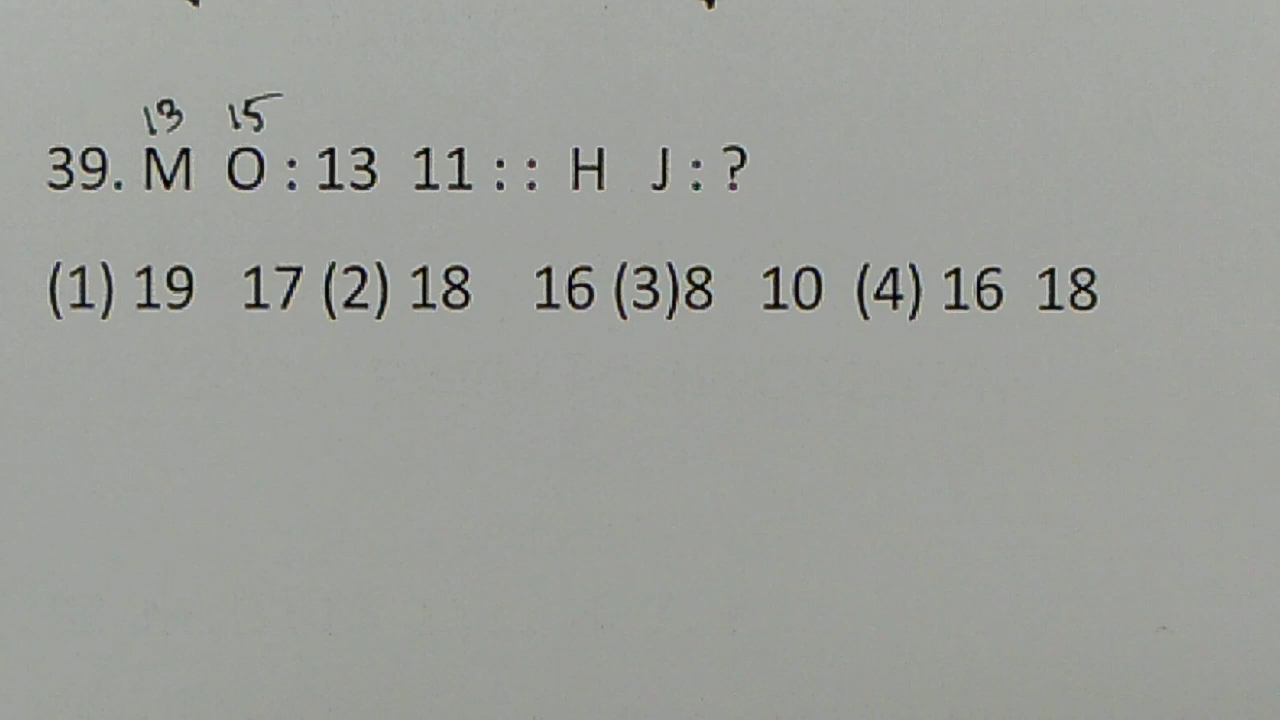 13 15
39. M O : 13 11 : : H J : ?
(1) 19 17 (2) 18 16 (3)8 10 (4) 16 18